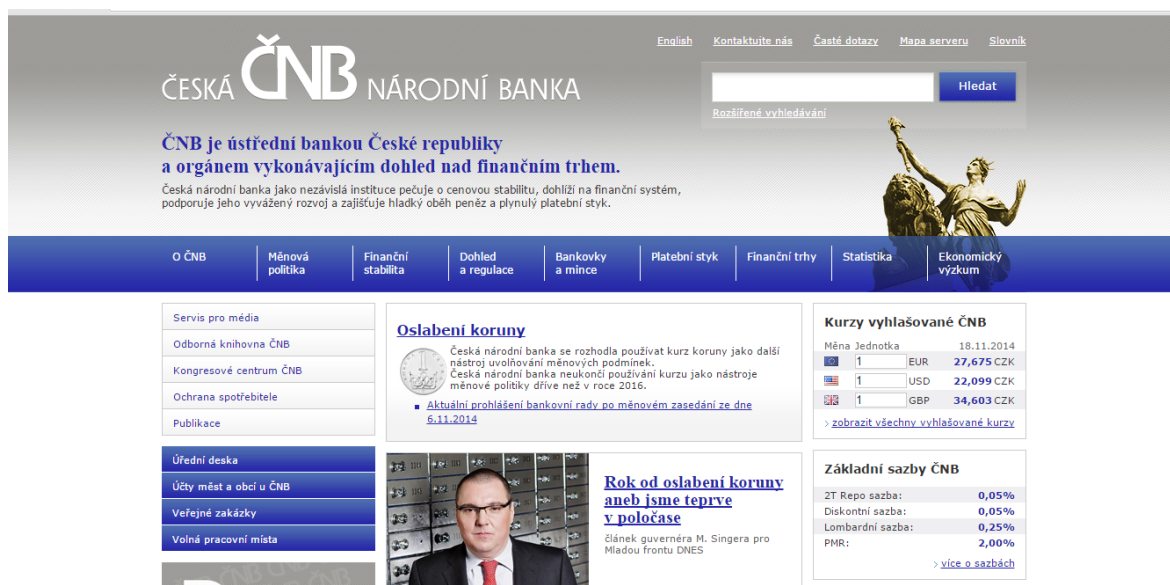 English Kontaktujte nás Časté dotazy Mapa serveru Slovník
ČESKÁ ČNB NÁRODNÍ BANKA
Hledat
Rozšířené vyhledávání
ČNB je ústřední bankou České republiky
a orgánem vykonávajícím dohled nad finančním trhem.
Česká národní banka jako nezávislá instituce pečuje o cenovou stabilitu, dohlíží na finanční systém,
podporuje jeho vyvážený rozvoj a zajišťuje hladký oběh peněz a plynulý platební styk.
O ČNB
Měnová
politika
Finanční
stabilita
Dohled
a regulace
Bankovky
a mince
Platební styk
Finanční trhy
Statistika
Ekonomický
výzkum
Servis pro média
Odborná knihovna ČNB
Kongresové centrum ČNB
Ochrana spotřebitele
Publikace
Úřední deska
Účty měst a obcí u ČNB
Veřejné zakázky
Volná pracovní místa
Oslabení koruny
Česká národní banka se rozhodla používat kurz koruny jako další
nástroj uvolňování měnových podmínek.
Česká národní banka neukončí používání kurzu jako nástroje
měnové politiky dříve než v roce 2016.
Aktuální prohlášení bankovní rady po měnovém zasedání ze dne
6.11.2014
Rok od oslabení koruny
aneb jsme teprve
v poločase
článek guvernéra M. Singera pro
Mladou frontu DNES
Kurzy vyhlašované ČNB
Měna Jednotka 18.11.2014
1 EUR 27,675 CZK
1 USD 22,099 CZK
1 GBP 34,603 CZK
› zobrazit všechny vyhlašované kurzy
Základní sazby ČNB
2T Repo sazba: 0,05%
Diskontní sazba: 0,05%
Lombardní sazba: 0,25%
PMR: 2,00%
› více o sazbách